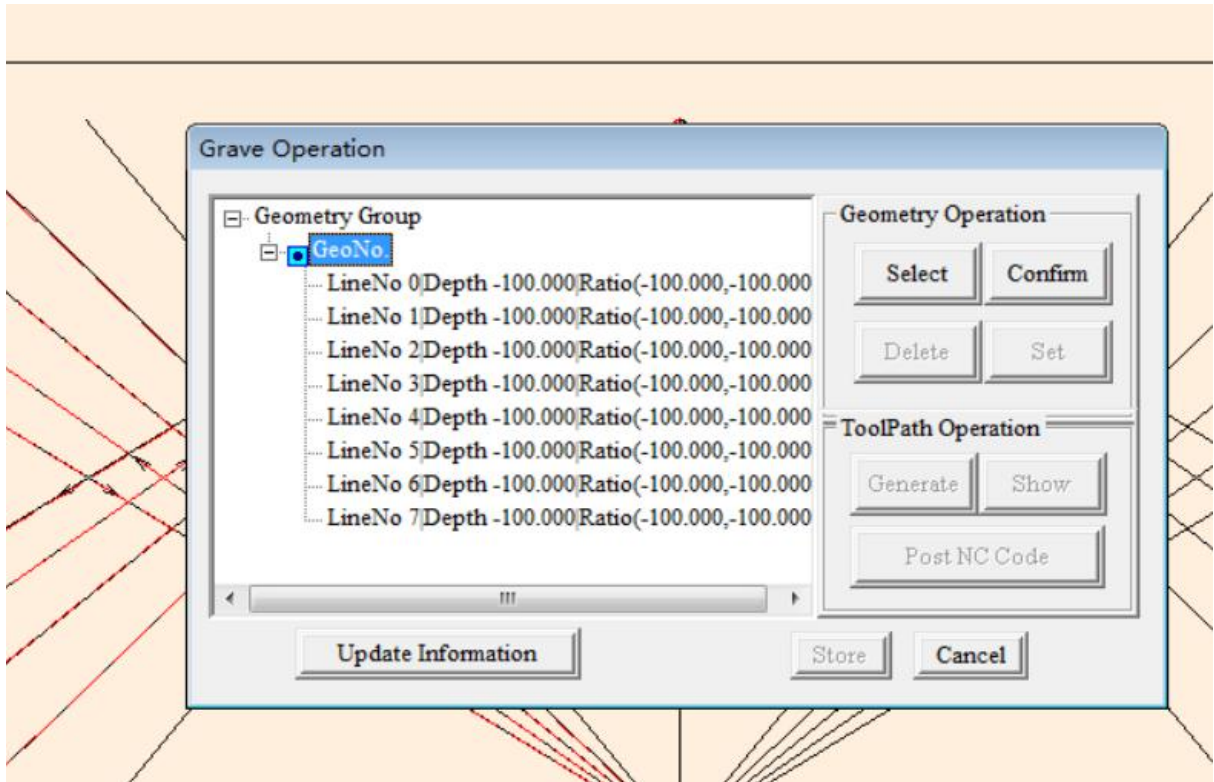 Grave Operation
Geometry Group
GeoNo.
LineNo 0|Depth -100.000|Ratio(-100.000,-100.000
LineNo 1|Depth -100.000|Ratio(-100.000,-100.000
LineNo 2|Depth -100.000|Ratio(-100.000,-100.000
LineNo 3|Depth -100.000|Ratio(-100.000,-100.000
LineNo 4|Depth -100.000|Ratio(-100.000,-100.000
LineNo 5|Depth -100.000|Ratio(-100.000,-100.000
LineNo 6|Depth -100.000|Ratio(-100.000,-100.000
LineNo 7|Depth -100.000|Ratio(-100.000,-100.000
Geometry Operation
Select Confirm
Delete Set
ToolPath Operation
Generate Show
Post NC Code
Update Information Store Cancel